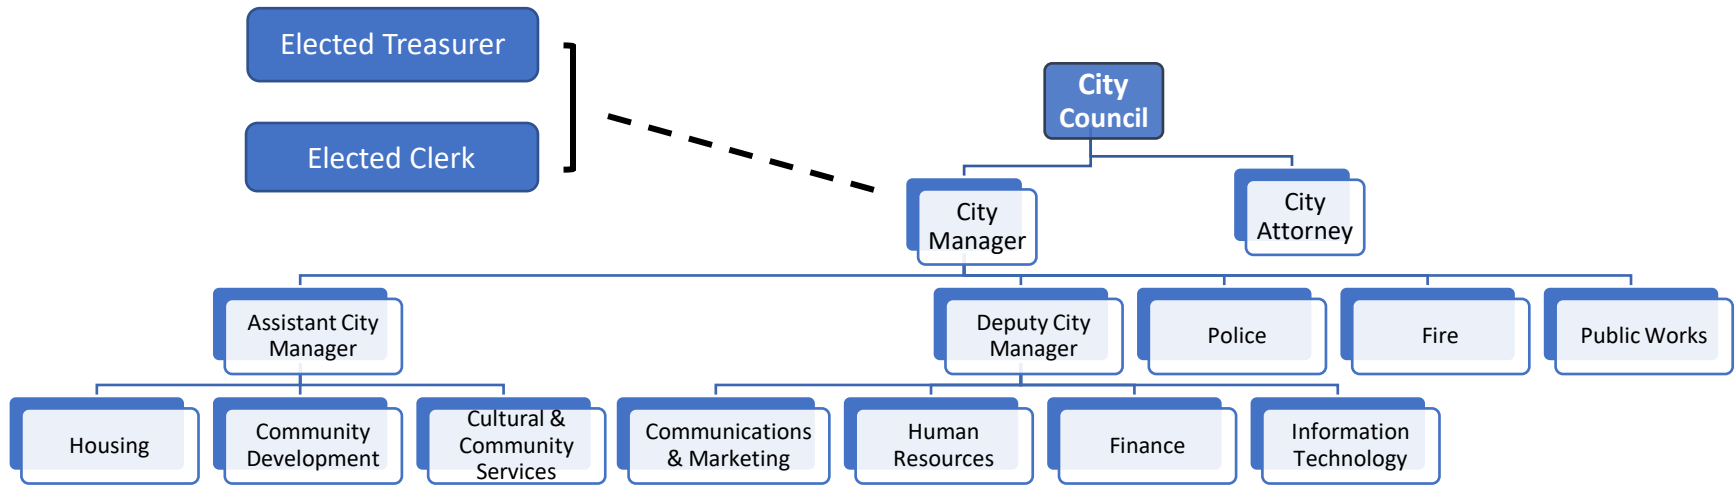 Elected Treasurer
Elected Clerk
City
Council
City
Manager
City
Attorney
Assistant City
Manager
Deputy City
Manager
Police
Fire
Public Works
Housing
Community
Development
Cultural &
Community
Services
Communications
& Marketing
Human
Resources
Finance
Information
Technology